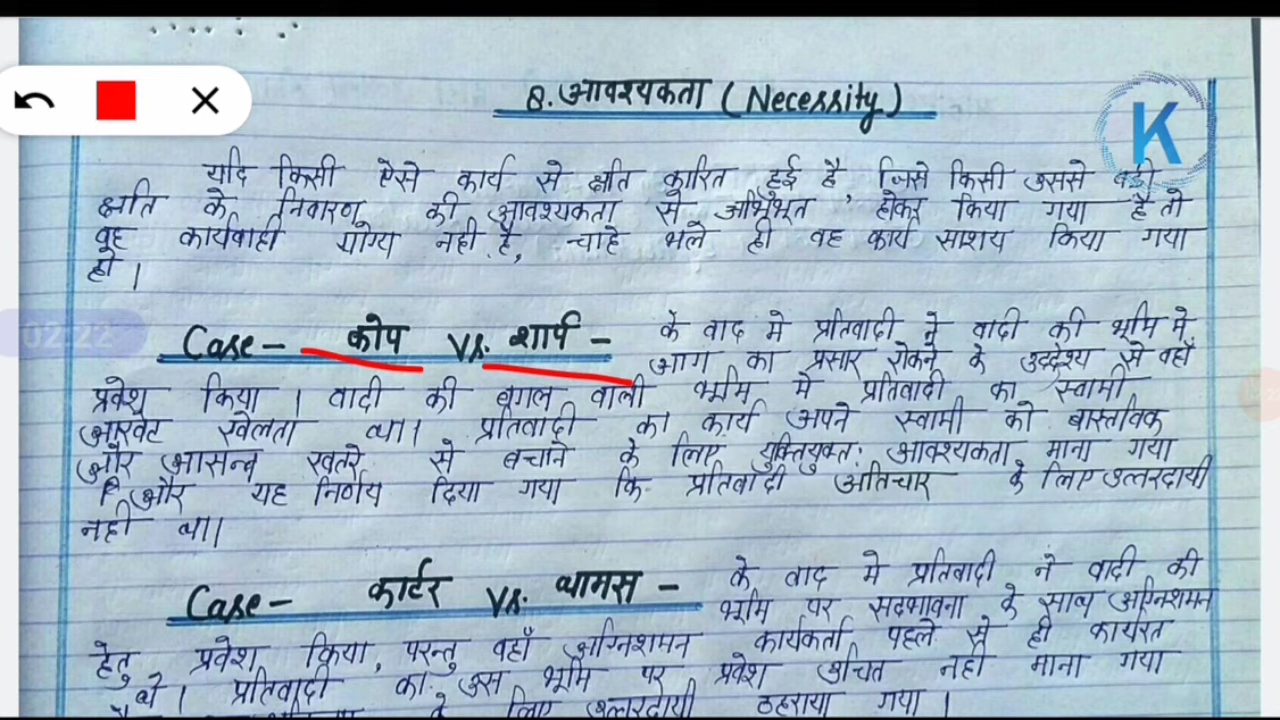 8. आवश्यकता (Necessity)
K
यदि किसी ऐसे कार्य से क्षति कारित हुई है जिसे किसी उससे बड़ी
क्षति के निवारण की आवश्यकता से अभिभूत होकर किया गया है तो
वह कार्यवाही योग्य नही है, चाहे भले ही वह कार्य साशय किया गया
हो।
02:22
Case - कोप Vs. शार्प - के वाद मे प्रतिवादी ने वादी की भूमि मे
आग का प्रसार रोकने के उद्देश्य से वहाँ
प्रवेश किया। वादी की बगल वाली भूमि मे प्रतिवादी का स्वामी
आखेट खेलता था। प्रतिवादी का कार्य अपने स्वामी को वास्तविक
और आसन्न खतरे से बचाने के लिए युक्तियुक्त: आवश्यकता माना गया
और यह निर्णय दिया गया कि प्रतिवादी अतिचार के लिए उत्तरदायी
नही था।
Case - कार्टर Vs. थामस - के वाद मे प्रतिवादी ने वादी की
भूमि पर सदभावना के साथ अग्निशमन
हेतु प्रवेश किया, परन्तु वहाँ अग्निशमन कार्यकर्ता पहले से ही कार्यरत
थे। प्रतिवादी का उस भूमि पर प्रवेश उचित नही माना गया
के लिए उत्तरदायी ठहराया गया।